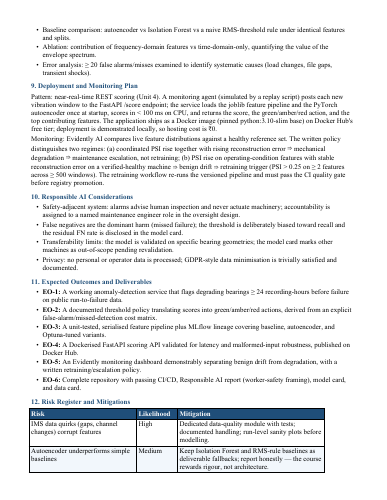 • Baseline comparison: autoencoder vs Isolation Forest vs a naive RMS-threshold rule under identical features
and splits.
• Ablation: contribution of frequency-domain features vs time-domain-only, quantifying the value of
the envelope spectrum.
• Error analysis: ≥ 20 false alarms/misses examined to identify systematic causes (load changes, file gaps,
transient shocks).
9. Deployment and Monitoring Plan
Pattern: near-real-time REST scoring (Unit 4). A monitoring agent (simulated by a replay script) posts each new
vibration window to the FastAPI /score endpoint; the service loads the joblib feature pipeline and the PyTorch
autoencoder once at startup, scores in < 100 ms on CPU, and returns the score, the green/amber/red action, and the
top contributing features. The application ships as a Docker image (pinned python:3.10-slim base) on Docker Hub's
free tier; deployment is demonstrated locally, so hosting cost is ₹0.
Monitoring: Evidently AI compares live feature distributions against a healthy reference set. The written policy
distinguishes two regimes: (a) coordinated PSI rise together with rising reconstruction error ⇒ mechanical
degradation ⇒ maintenance escalation, not retraining; (b) PSI rise on operating-condition features with stable
reconstruction error on a verified-healthy machine ⇒ benign drift ⇒ retraining trigger (PSI > 0.25 on ≥ 2 features
across ≥ 500 windows). The retraining workflow re-runs the versioned pipeline and must pass the CI quality gate
before registry promotion.
10. Responsible AI Considerations
• Safety-adjacent system: alarms advise human inspection and never actuate machinery; accountability is
assigned to a named maintenance engineer role in the oversight design.
• False negatives are the dominant harm (missed failure); the threshold is deliberately biased toward recall and
the residual FN rate is disclosed in the model card.
• Transferability limits: the model is validated on specific bearing geometries; the model card marks other
machines as out-of-scope pending revalidation.
• Privacy: no personal or operator data is processed; GDPR-style data minimisation is trivially satisfied and
documented.
11. Expected Outcomes and Deliverables
• EO-1: A working anomaly-detection service that flags degrading bearings ≥ 24 recording-hours before failure
on public run-to-failure data.
• EO-2: A documented threshold policy translating scores into green/amber/red actions, derived from an explicit
false-alarm/missed-detection cost matrix.
• EO-3: A unit-tested, serialised feature pipeline plus MLflow lineage covering baseline, autoencoder, and
Optuna-tuned variants.
• EO-4: A Dockerised FastAPI scoring API validated for latency and malformed-input robustness, published on
Docker Hub.
• EO-5: An Evidently monitoring dashboard demonstrably separating benign drift from degradation, with a
written retraining/escalation policy.
• EO-6: Complete repository with passing CI/CD, Responsible AI report (worker-safety framing), model card,
and data card.
12. Risk Register and Mitigations
Risk Likelihood Mitigation
IMS data quirks (gaps, channel High Dedicated data-quality module with tests;
changes) corrupt features documented handling; run-level sanity plots before
modelling.
Autoencoder underperforms simple Medium Keep Isolation Forest and RMS-rule baselines as
baselines deliverable fallbacks; report honestly — the course
rewards rigour, not architecture.